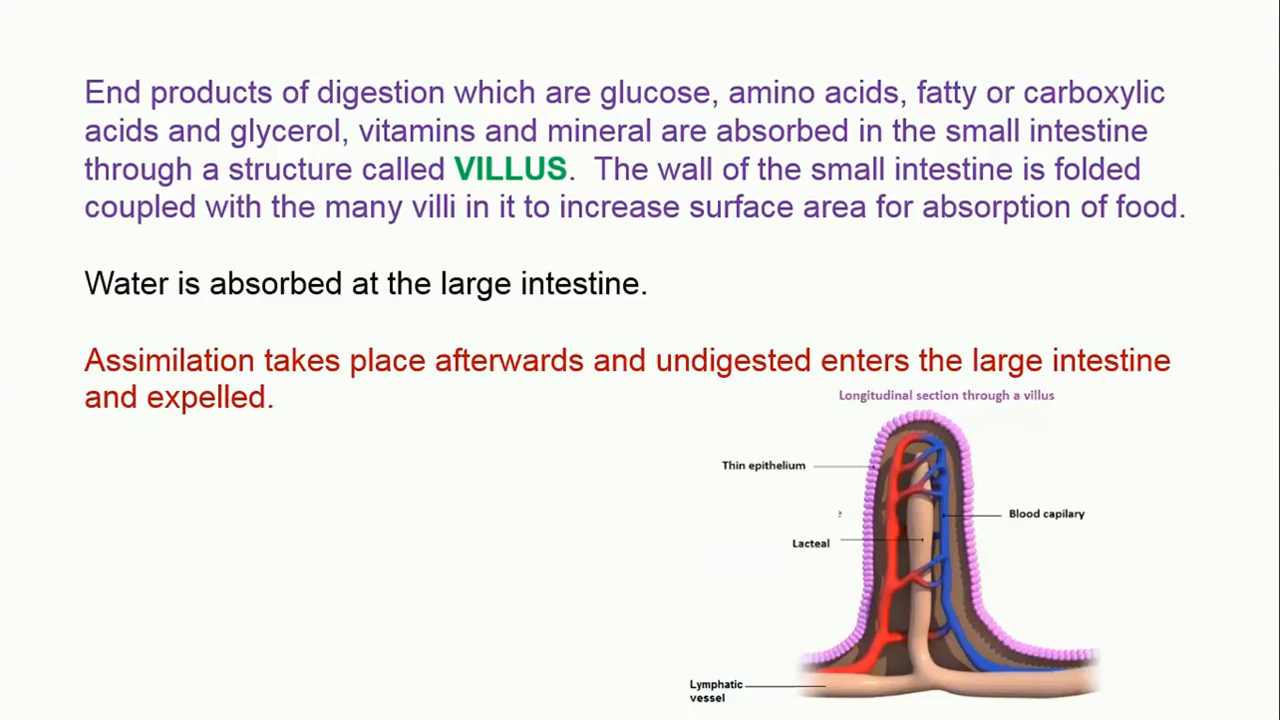 End products of digestion which are glucose, amino acids, fatty or carboxylic
acids and glycerol, vitamins and mineral are absorbed in the small intestine
through a structure called VILLUS. The wall of the small intestine is folded
coupled with the many villi in it to increase surface area for absorption of food.
Water is absorbed at the large intestine.
Assimilation takes place afterwards and undigested enters the large intestine
and expelled.
Longitudinal section through a villus
Thin epithelium
Blood capilary
Lacteal
Lymphatic
vessel